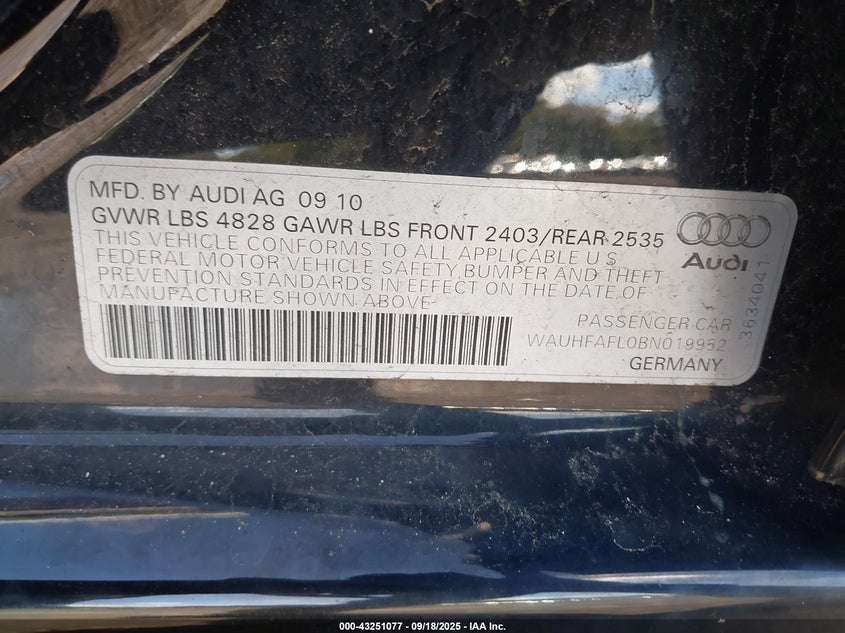 MFD. BY AUDI AG 09 10
GVWR LBS 4828 GAWR LBS FRONT 2403/REAR 2535
THIS VEHICLE CONFORMS TO ALL APPLICABLE U S
FEDERAL MOTOR VEHICLE SAFETY, BUMPER AND THEFT
PREVENTION STANDARDS IN EFFECT ON THE DATE OF
MANUFACTURE SHOWN ABOVE
Audi
3634041
PASSENGER CAR
WAUHFAFL0BN019952
GERMANY
000-43251077 - 09/18/2025 - IAA Inc.